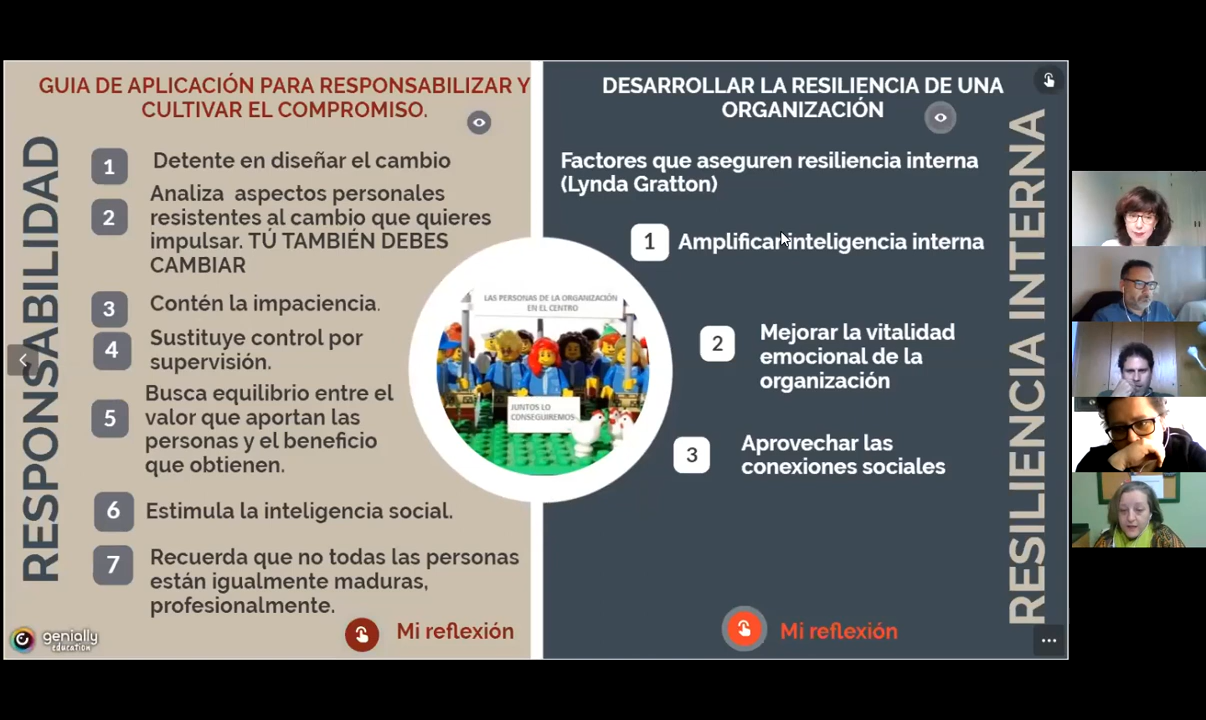 GUIA DE APLICACIÓN PARA RESPONSABILIZAR Y
CULTIVAR EL COMPROMISO.
RESPONSABILIDAD
1 Detente en diseñar el cambio
2 Analiza aspectos personales
resistentes al cambio que quieres
impulsar. TÚ TAMBIÉN DEBES
CAMBIAR
3 Contén la impaciencia.
4 Sustituye control por
supervisión.
5 Busca equilibrio entre el
valor que aportan las
personas y el beneficio
que obtienen.
6 Estimula la inteligencia social.
7 Recuerda que no todas las personas
están igualmente maduras,
profesionalmente.
Mi reflexión
genially
education
LAS PERSONAS DE LA ORGANIZACIÓN
EN EL CENTRO
JUNTOS LO
CONSEGUIREMOS
DESARROLLAR LA RESILIENCIA DE UNA
ORGANIZACIÓN
Factores que aseguren resiliencia interna
(Lynda Gratton)
1 Amplificar inteligencia interna
2 Mejorar la vitalidad
emocional de la
organización
3 Aprovechar las
conexiones sociales
Mi reflexión
RESILIENCIA INTERNA